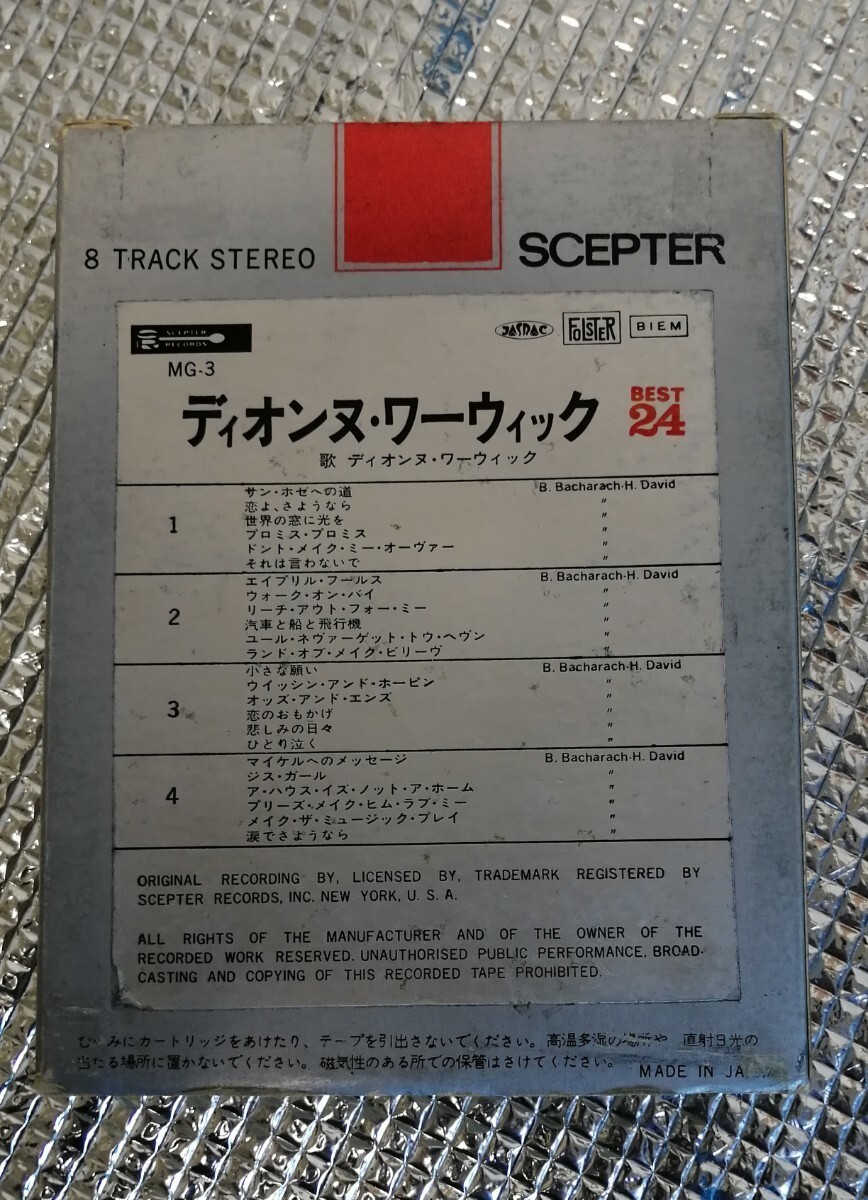 8 TRACK STEREO
SCEPTER
SCEPTER RECORDS
MG-3
JASRAC
FOLSTER
BIEM
ディオンヌ・ワーウィック
BEST 24
歌 ディオンヌ・ワーウィック
1
サン・ホゼへの道 B. Bacharach-H. David
恋よ、さようなら 〃
世界の窓に光を 〃
プロミス・プロミス 〃
ドント・メイク・ミー・オーヴァー 〃
それは言わないで 〃
2
エイプリル・フールス B. Bacharach-H. David
ウォーク・オン・バイ 〃
リーチ・アウト・フォー・ミー 〃
汽車と船と飛行機 〃
ユール・ネヴァーゲット・トウ・ヘヴン 〃
ランド・オブ・メイク・ビリーヴ 〃
3
小さな願い B. Bacharach-H. David
ウイッシン・アンド・ホーピン 〃
オッズ・アンド・エンズ 〃
恋のおもかげ 〃
悲しみの日々 〃
ひとり泣く 〃
4
マイケルへのメッセージ B. Bacharach-H. David
ジス・ガール 〃
ア・ハウス・イズ・ノット・ア・ホーム 〃
プリーズ・メイク・ヒム・ラブ・ミー 〃
メイク・ザ・ミュージック・プレイ 〃
涙でさようなら 〃
ORIGINAL RECORDING BY, LICENSED BY, TRADEMARK REGISTERED BY
SCEPTER RECORDS, INC. NEW YORK, U. S. A.
ALL RIGHTS OF THE MANUFACTURER AND OF THE OWNER OF THE
RECORDED WORK RESERVED. UNAUTHORISED PUBLIC PERFORMANCE, BROAD-
CASTING AND COPYING OF THIS RECORDED TAPE PROHIBITED.
むやみにカートリッジをあけたり、テープを引出さないでください。高温多湿の場所や 直射日光の
当たる場所に置かないでください。磁気性のある所での保管はさけてください。
MADE IN JA